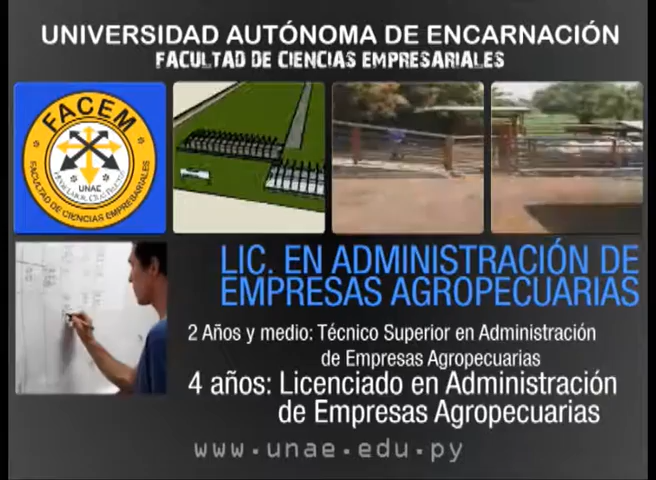 UNIVERSIDAD AUTÓNOMA DE ENCARNACIÓN
FACULTAD DE CIENCIAS EMPRESARIALES
FACEM
UNAE
FACULTAD DE CIENCIAS EMPRESARIALES
LIC. EN ADMINISTRACIÓN DE
EMPRESAS AGROPECUARIAS
2 Años y medio: Técnico Superior en Administración
de Empresas Agropecuarias
4 años: Licenciado en Administración
de Empresas Agropecuarias
www.unae.edu.py